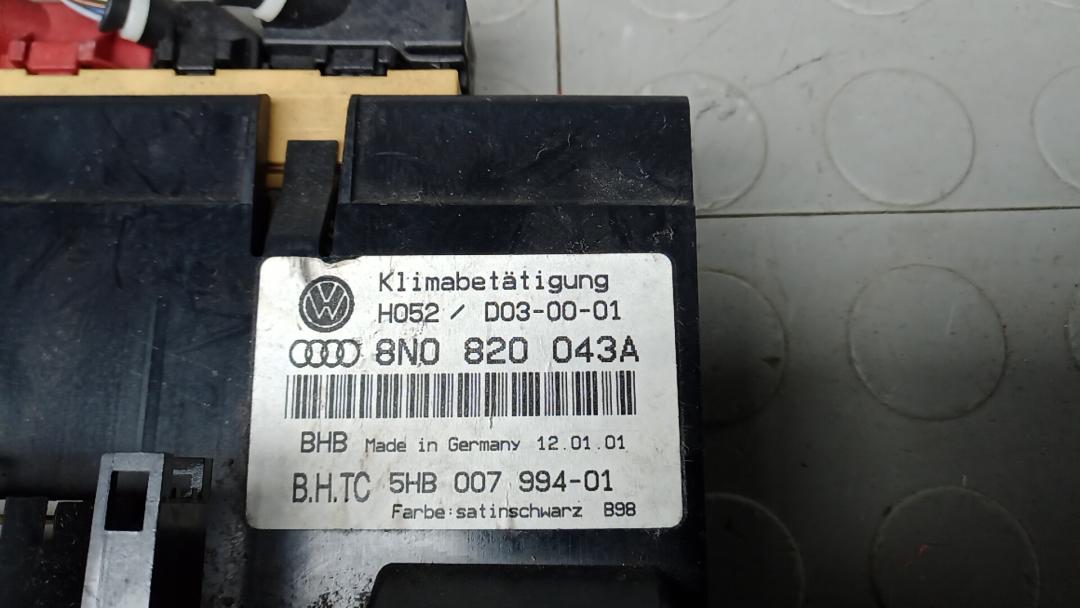 Klimabetätigung
H052 / D03-00-01
8N0 820 043A
BHB Made in Germany 12.01.01
B.H.TC 5HB 007 994-01
Farbe:satinschwarz B98